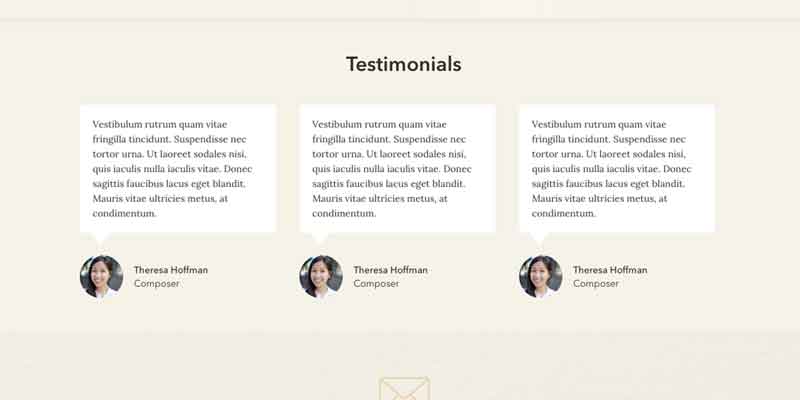 Testimonials
Vestibulum rutrum quam vitae
fringilla tincidunt. Suspendisse nec
tortor urna. Ut laoreet sodales nisi,
quis iaculis nulla iaculis vitae. Donec
sagittis faucibus lacus eget blandit.
Mauris vitae ultricies metus, at
condimentum.
Theresa Hoffman
Composer
Vestibulum rutrum quam vitae
fringilla tincidunt. Suspendisse nec
tortor urna. Ut laoreet sodales nisi,
quis iaculis nulla iaculis vitae. Donec
sagittis faucibus lacus eget blandit.
Mauris vitae ultricies metus, at
condimentum.
Theresa Hoffman
Composer
Vestibulum rutrum quam vitae
fringilla tincidunt. Suspendisse nec
tortor urna. Ut laoreet sodales nisi,
quis iaculis nulla iaculis vitae. Donec
sagittis faucibus lacus eget blandit.
Mauris vitae ultricies metus, at
condimentum.
Theresa Hoffman
Composer